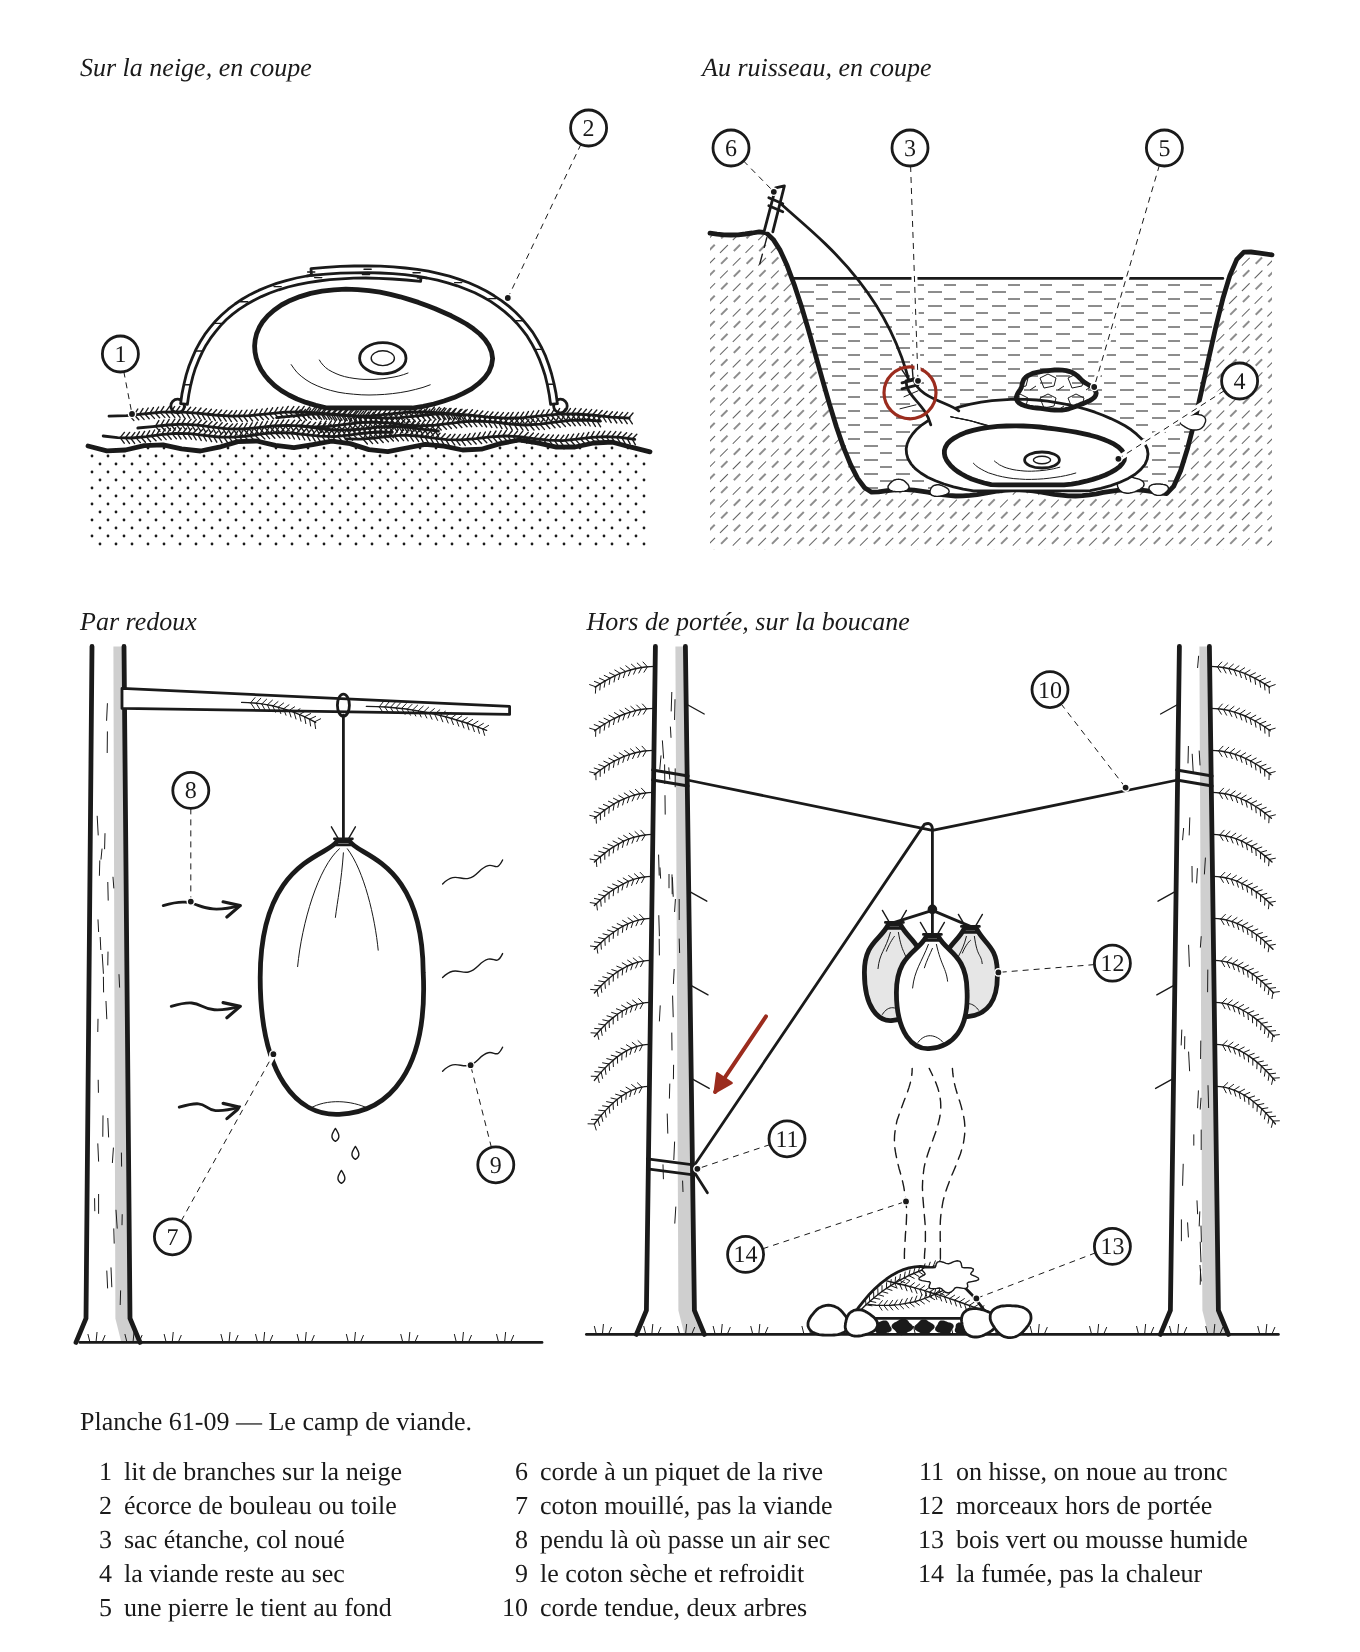 Sur la neige, en coupe
Au ruisseau, en coupe
2
6
3
5
1
4
Par redoux
Hors de portée, sur la boucane
10
8
12
11
9
7
14
13
Planche 61-09 — Le camp de viande.
1 lit de branches sur la neige
2 écorce de bouleau ou toile
3 sac étanche, col noué
4 la viande reste au sec
5 une pierre le tient au fond
6 corde à un piquet de la rive
7 coton mouillé, pas la viande
8 pendu là où passe un air sec
9 le coton sèche et refroidit
10 corde tendue, deux arbres
11 on hisse, on noue au tronc
12 morceaux hors de portée
13 bois vert ou mousse humide
14 la fumée, pas la chaleur